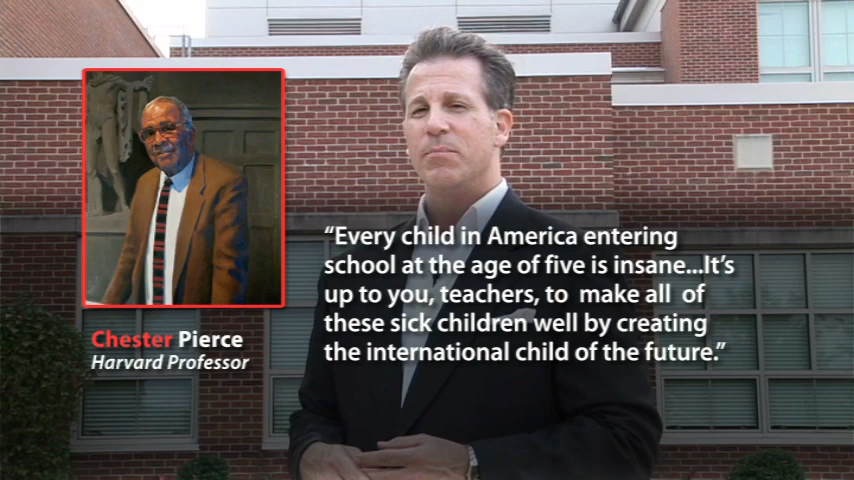 Chester Pierce
Harvard Professor
“Every child in America entering
school at the age of five is insane...It’s
up to you, teachers, to make all of
these sick children well by creating
the international child of the future.”